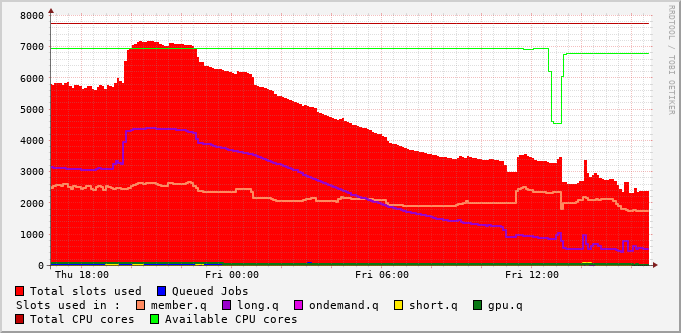 8000
7000
6000
5000
4000
3000
2000
1000
0
Thu 18:00 Fri 00:00 Fri 06:00 Fri 12:00
RRDTOOL / TOBI OETIKER
Total slots used Queued Jobs
Slots used in : member.q long.q ondemand.q short.q gpu.q
Total CPU cores Available CPU cores